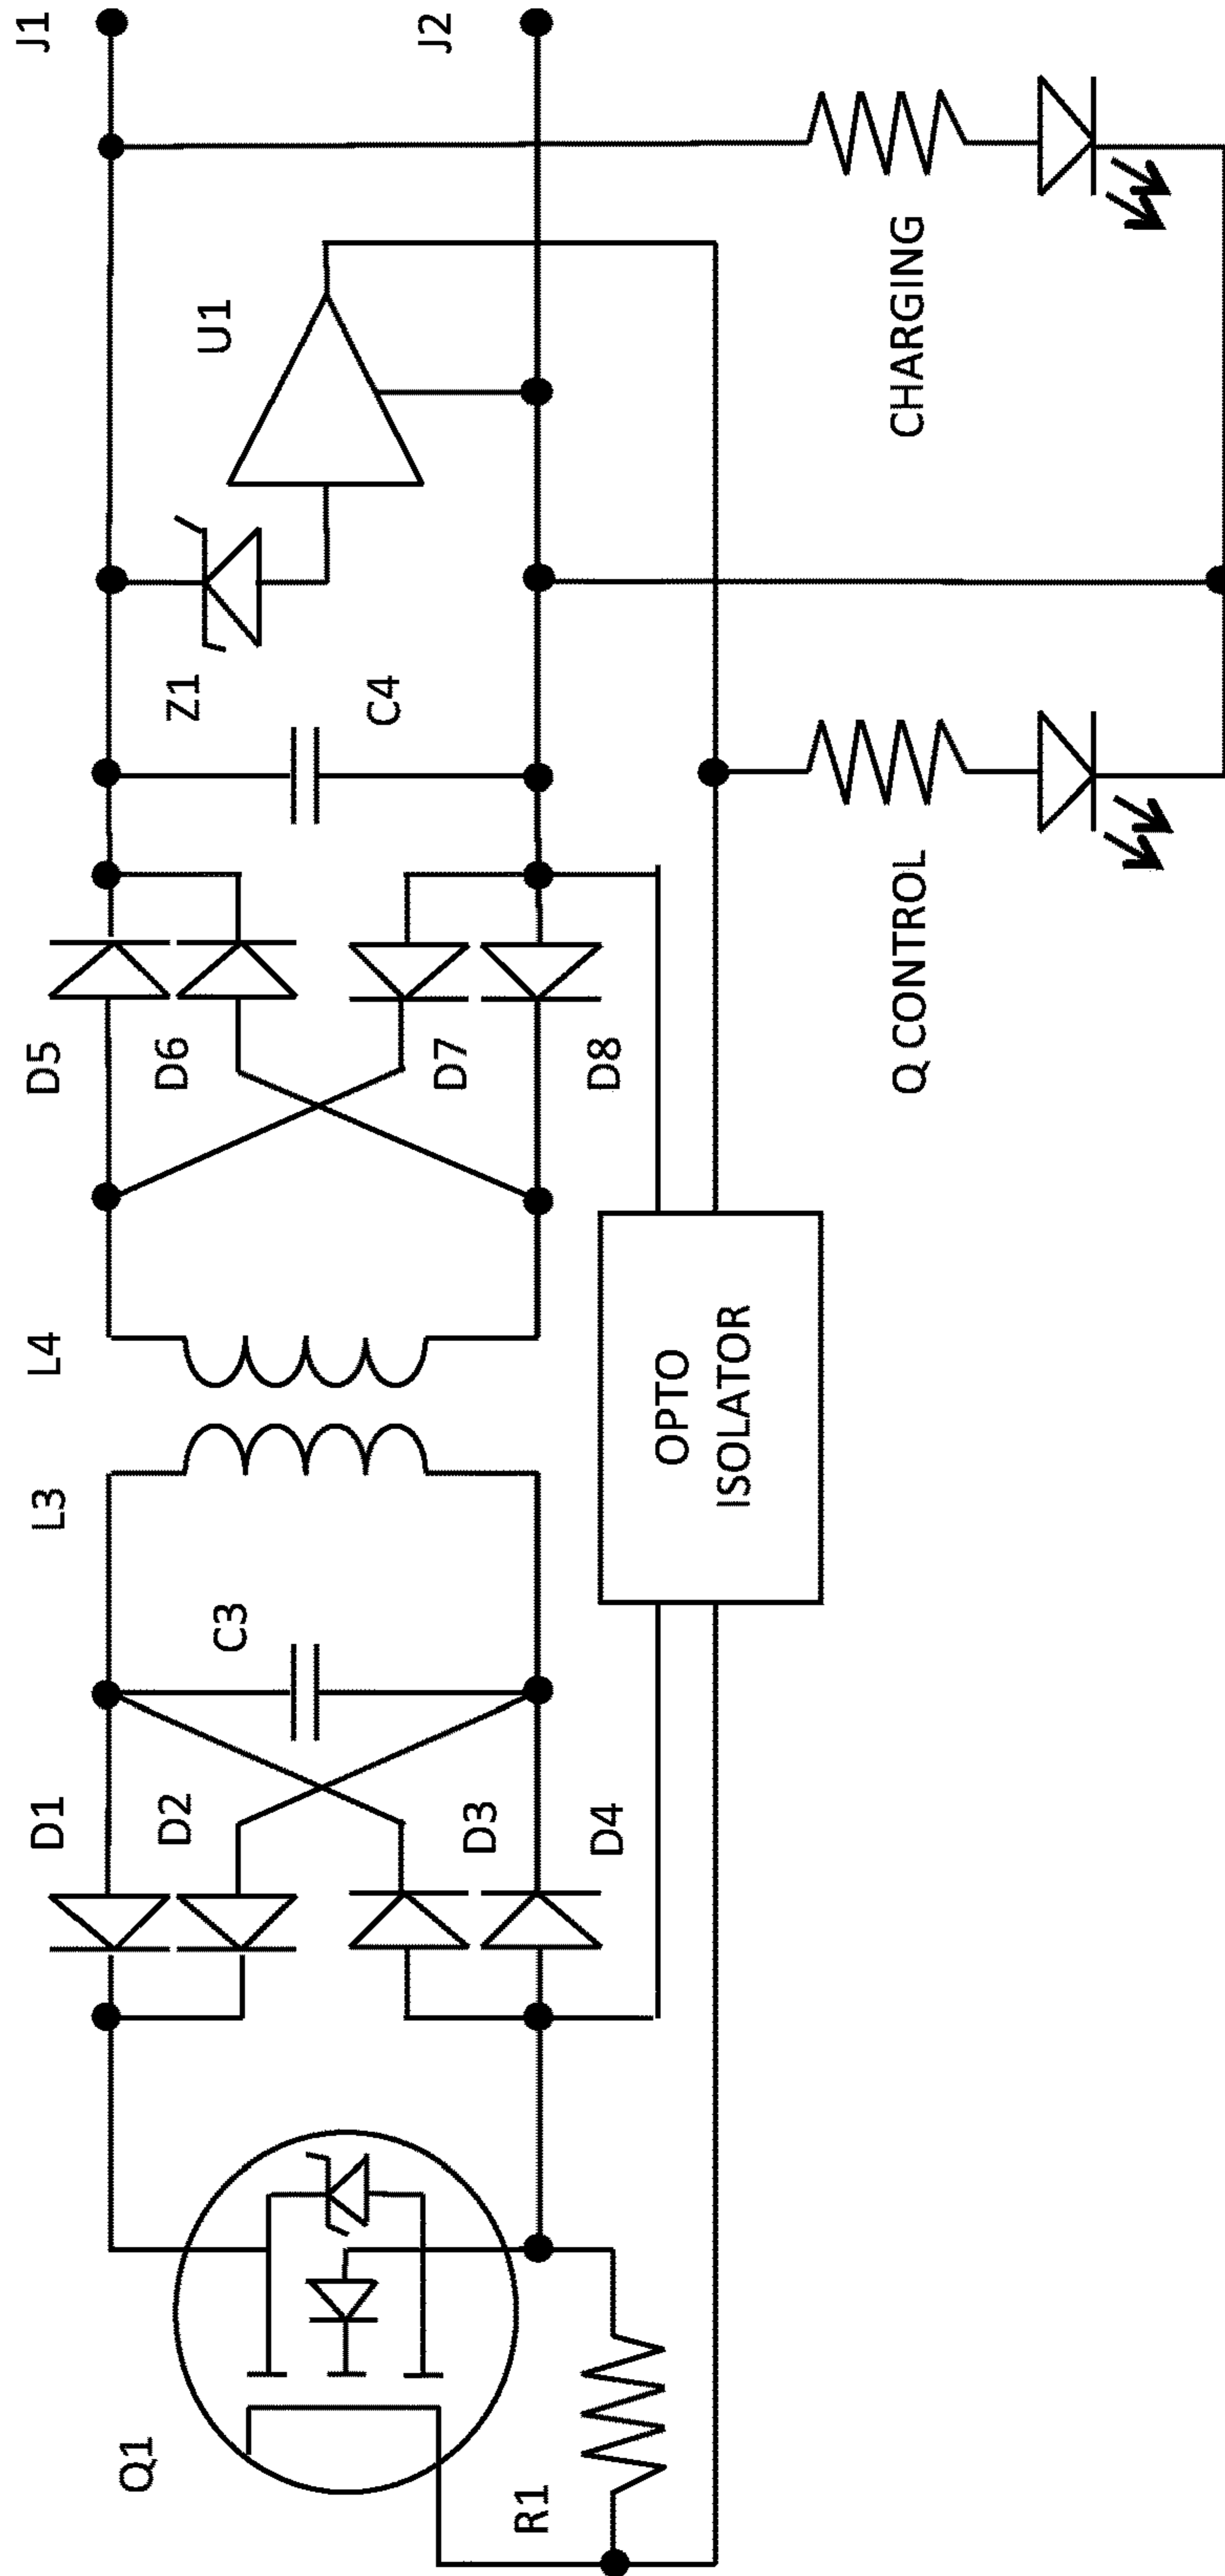 J1
J2
U1
Z1
C4
CHARGING
D5
D6
D7
D8
Q CONTROL
L4
L3
OPTO
ISOLATOR
C3
D1
D2
D3
D4
Q1
R1